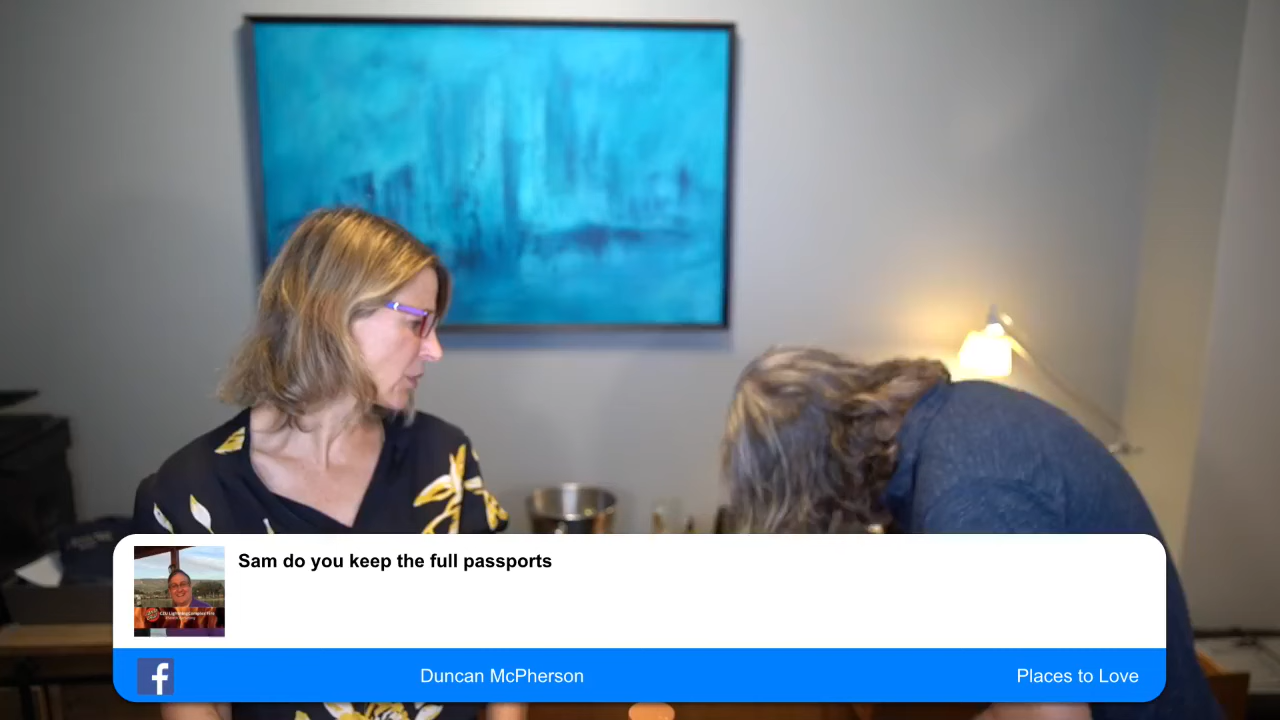 Sam do you keep the full passports
Duncan McPherson
Places to Love